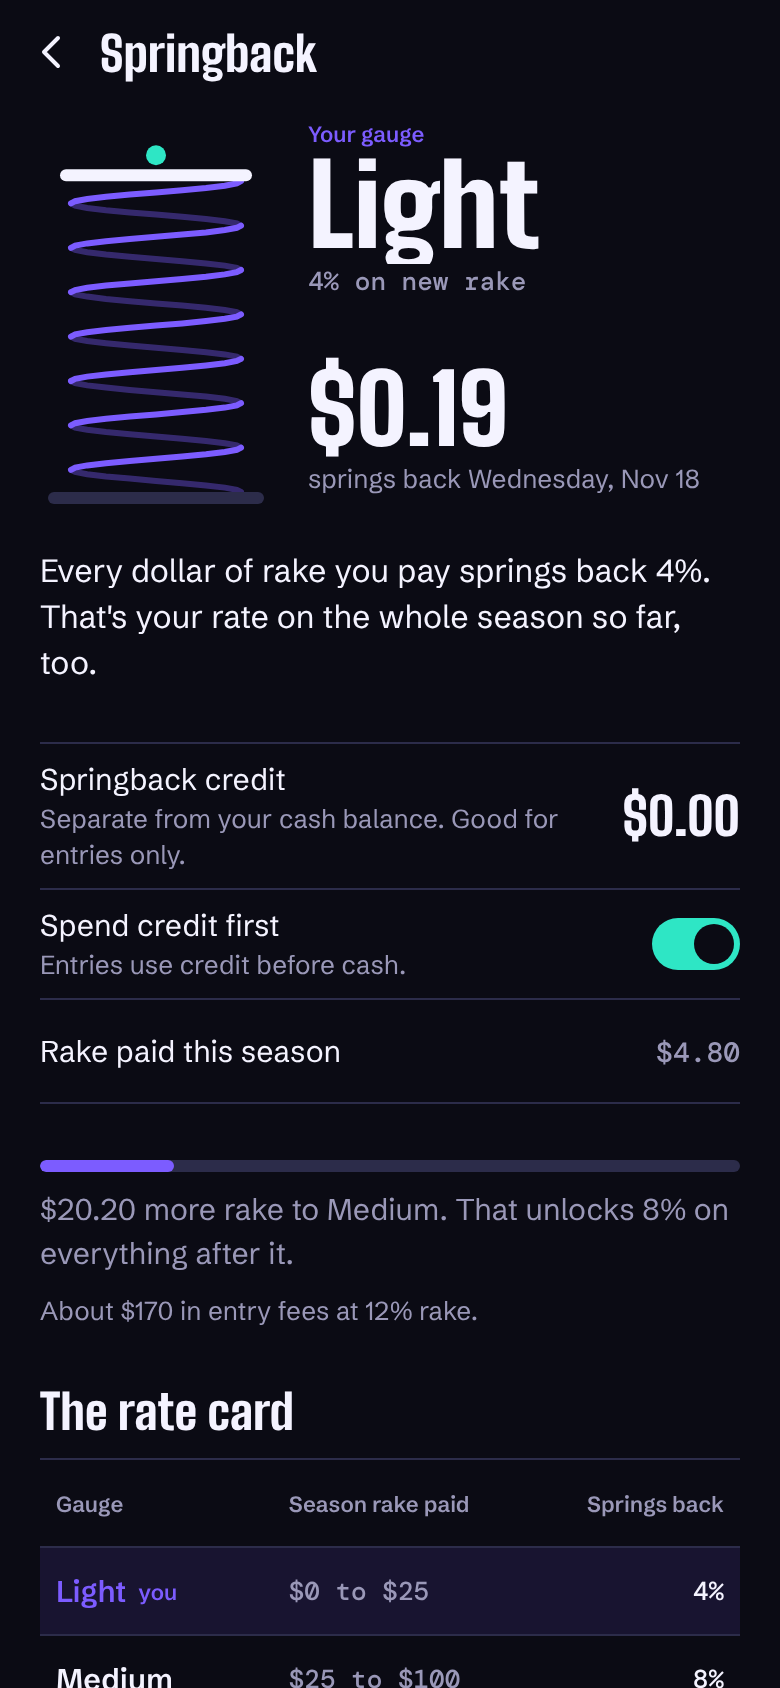 Springback
Your gauge
Light
4% on new rake
$0.19
springs back Wednesday, Nov 18
Every dollar of rake you pay springs back 4%.
That's your rate on the whole season so far,
too.
Springback credit
Separate from your cash balance. Good for
entries only.
$0.00
Spend credit first
Entries use credit before cash.
Rake paid this season
$4.80
$20.20 more rake to Medium. That unlocks 8% on
everything after it.
About $170 in entry fees at 12% rake.
The rate card
Gauge Season rake paid Springs back
Light you $0 to $25 4%
Medium $25 to $100 8%